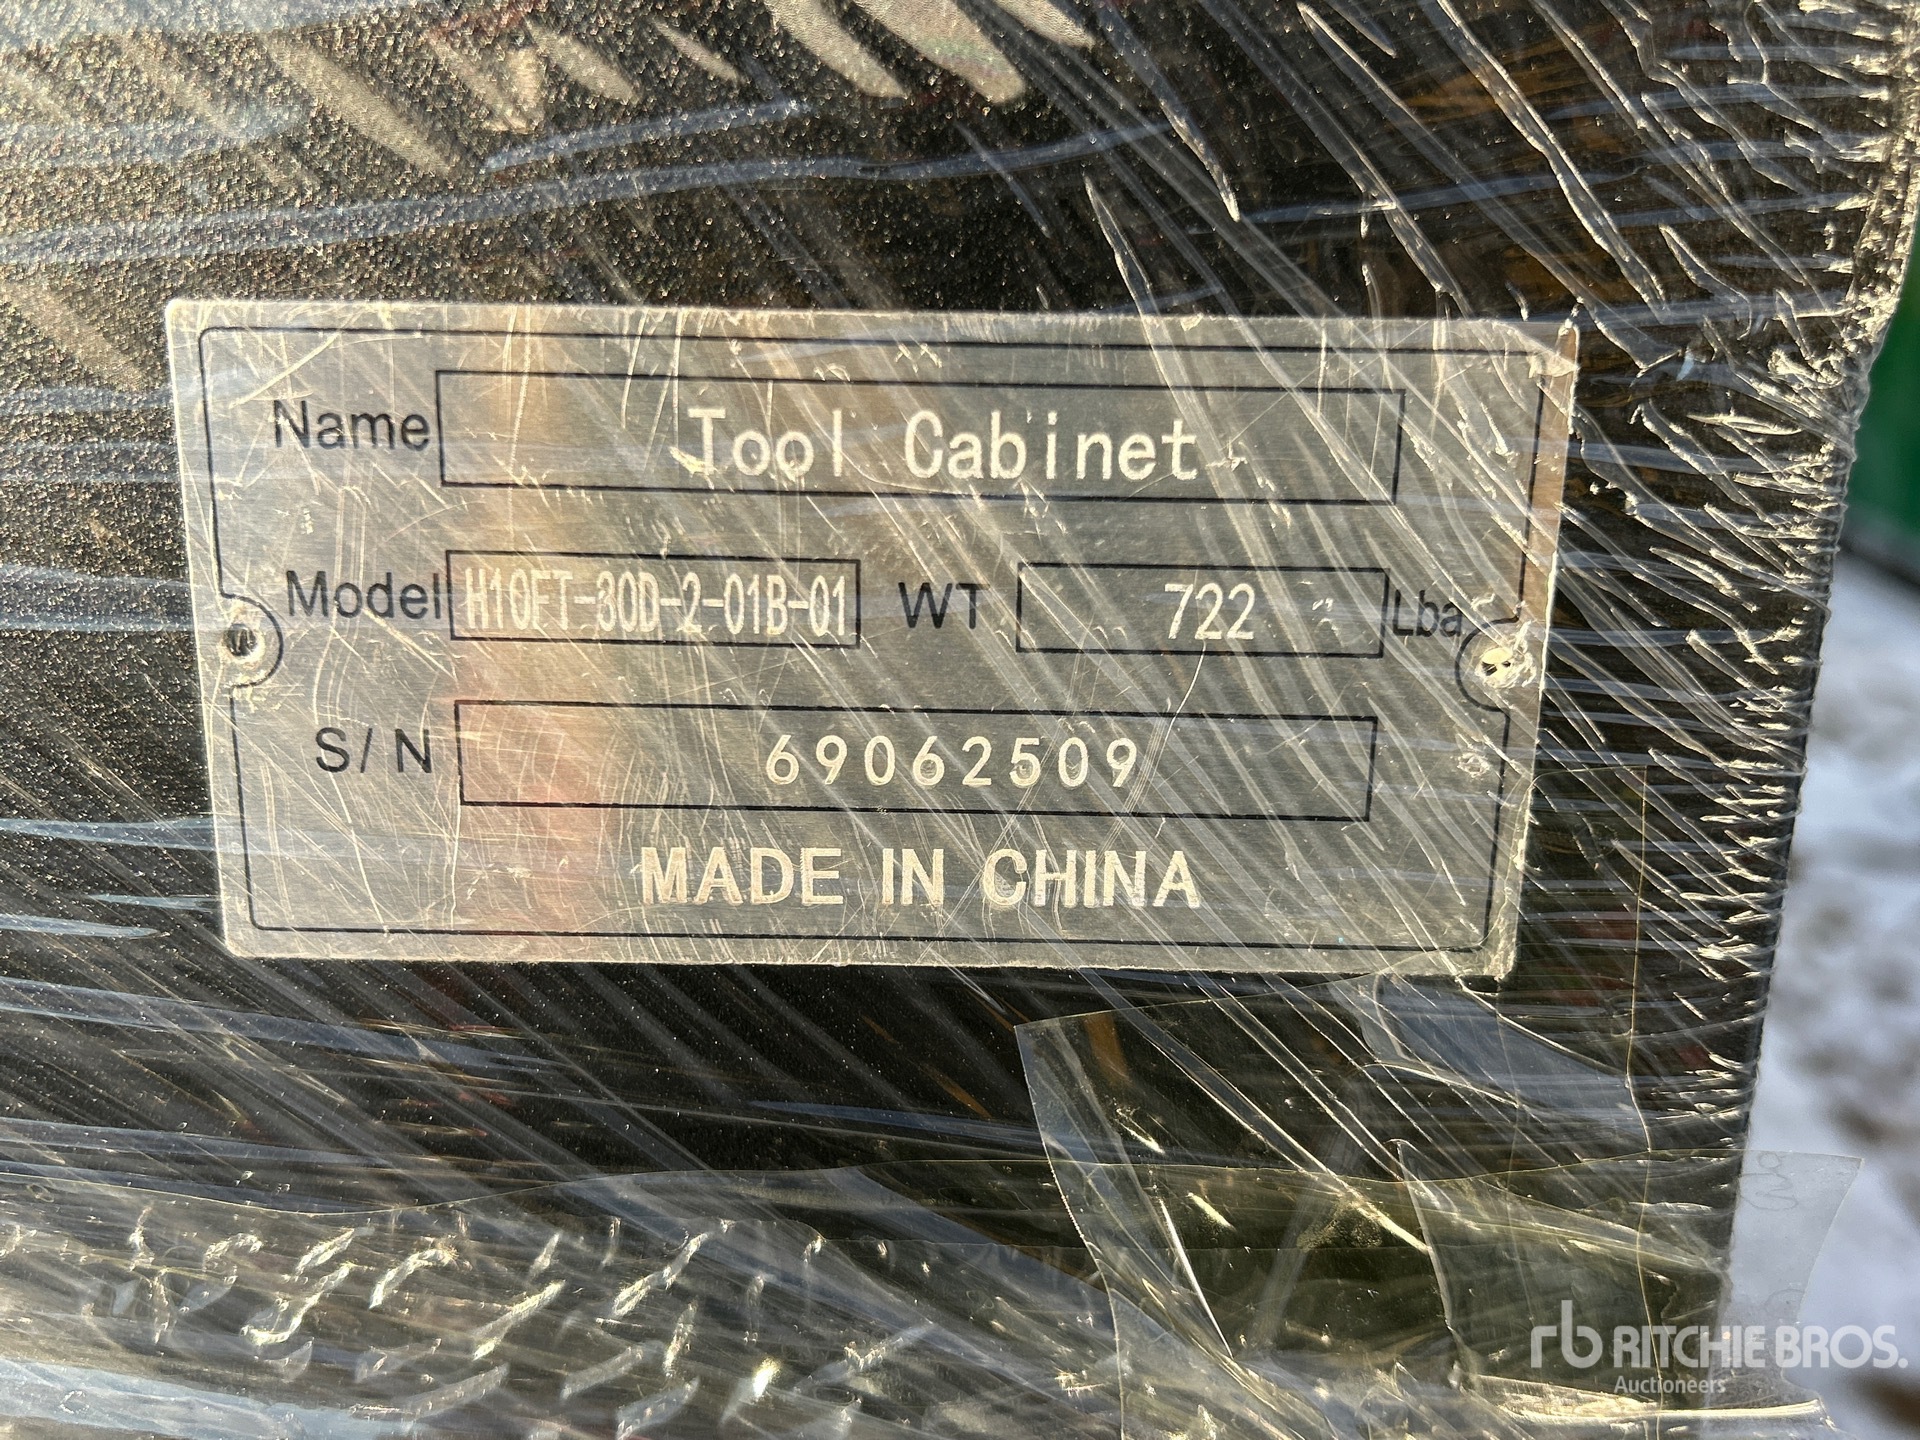 Name Tool Cabinet
Model H10FT-30D-2-01B-01 WT 722 Lba
S/N 69062509
MADE IN CHINA
rb RITCHIE BROS.
Auctioneers